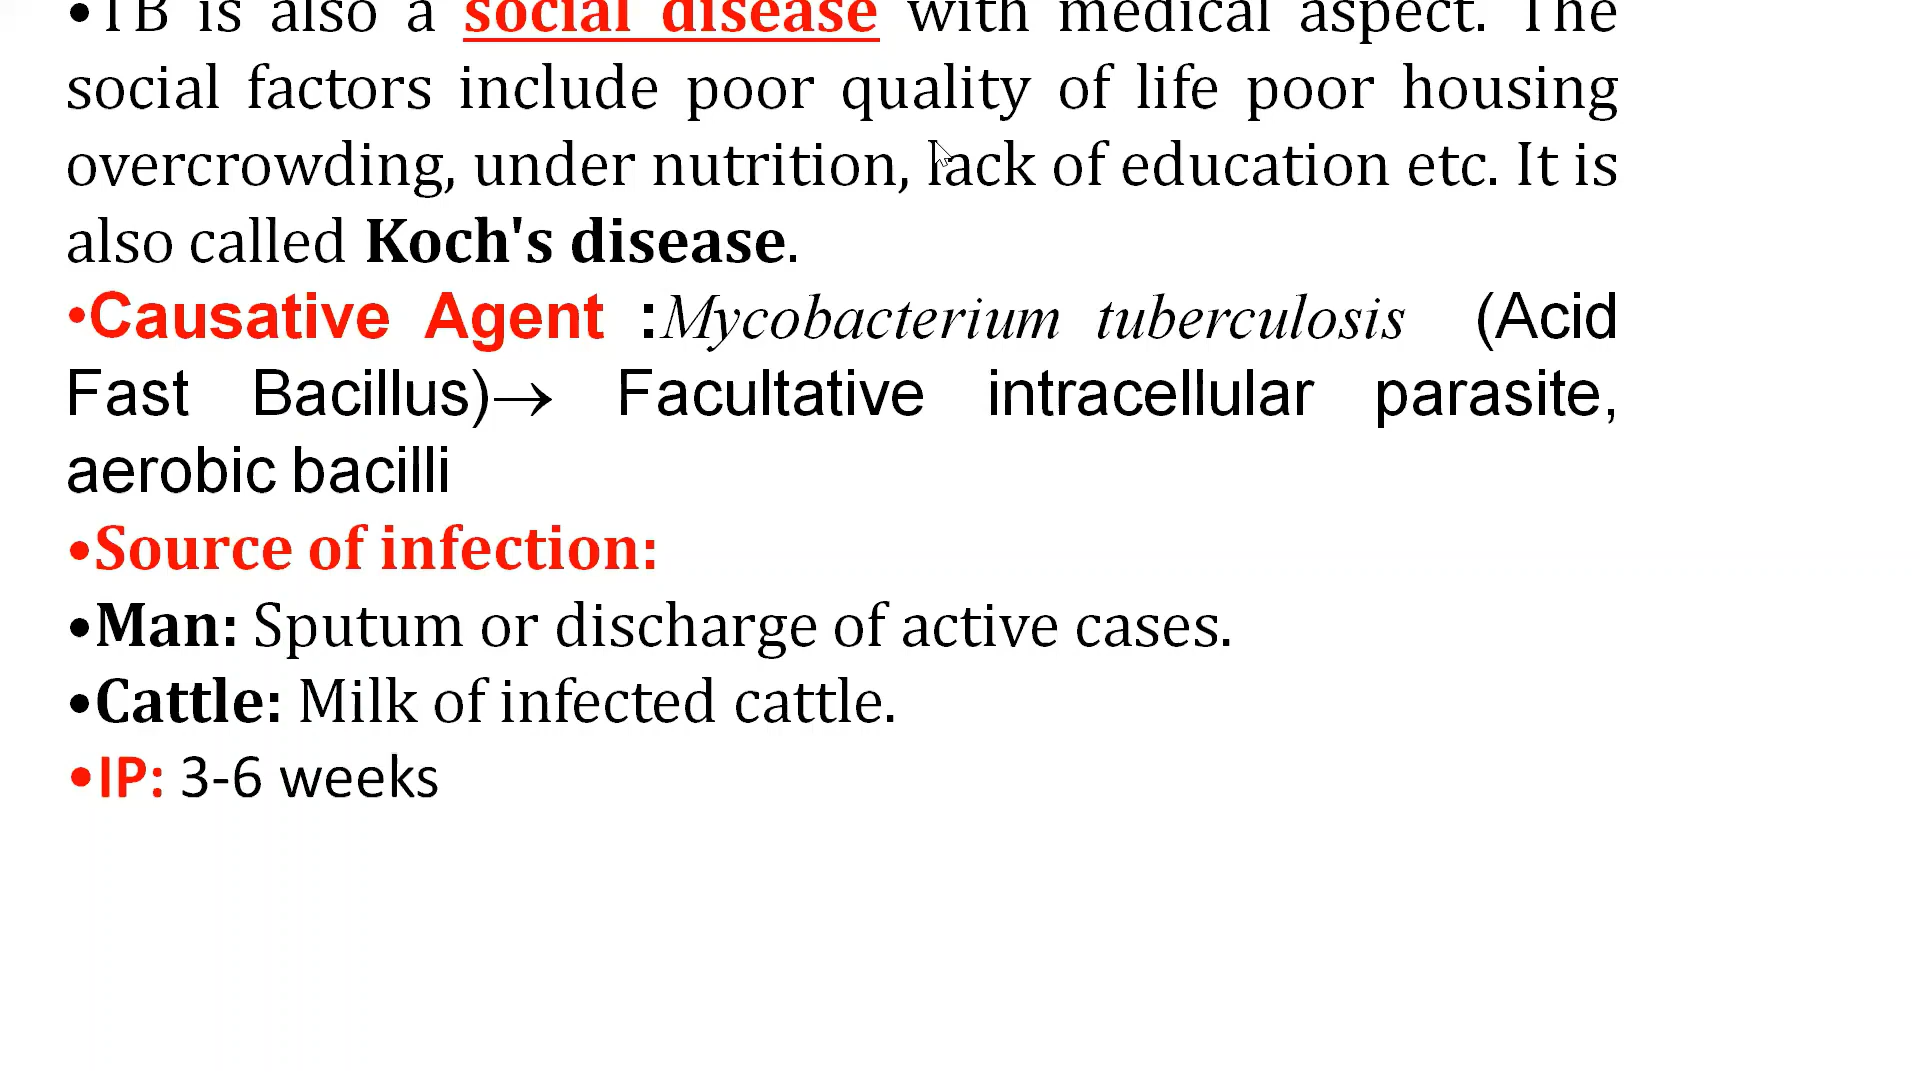 •TB is also a social disease with medical aspect. The
social factors include poor quality of life poor housing
overcrowding, under nutrition, lack of education etc. It is
also called Koch's disease.
•Causative Agent :Mycobacterium tuberculosis (Acid
Fast Bacillus)→ Facultative intracellular parasite,
aerobic bacilli
•Source of infection:
•Man: Sputum or discharge of active cases.
•Cattle: Milk of infected cattle.
•IP: 3-6 weeks